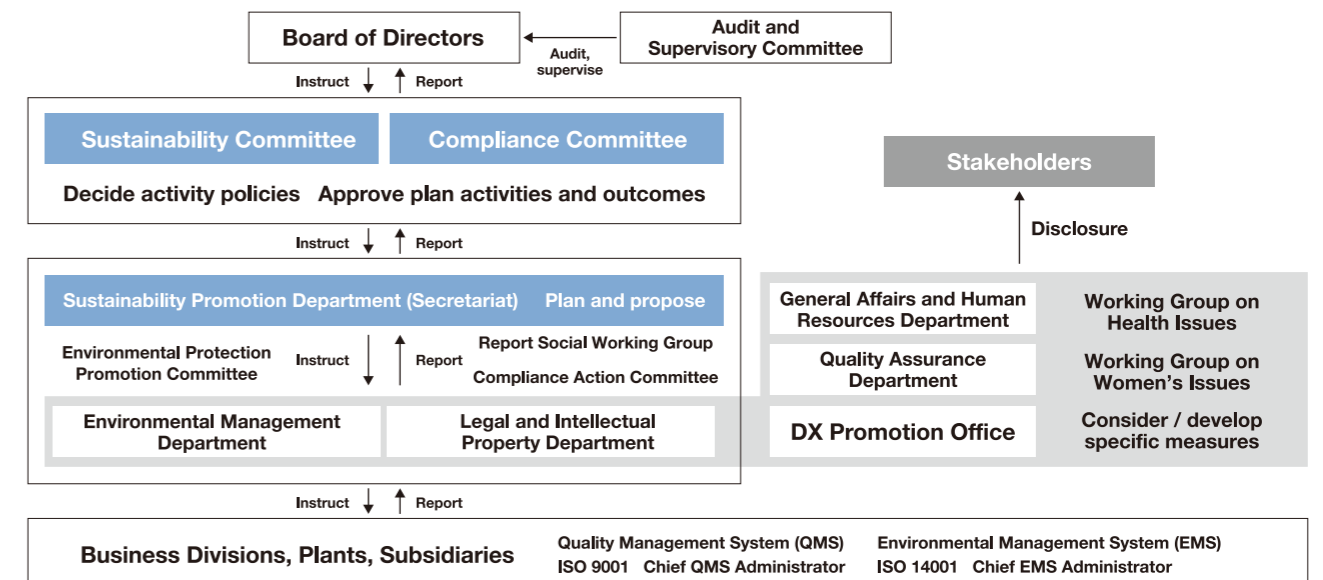 Board of Directors
Audit and
Supervisory Committee
Audit,
supervise
Instruct
Report
Sustainability Committee
Compliance Committee
Decide activity policies
Approve plan activities and outcomes
Stakeholders
Disclosure
Instruct
Report
Sustainability Promotion Department (Secretariat)
Plan and propose
Environmental Protection
Promotion Committee
Instruct
Report
Report Social Working Group
Compliance Action Committee
Environmental Management
Department
Legal and Intellectual
Property Department
General Affairs and Human
Resources Department
Working Group on
Health Issues
Quality Assurance
Department
Working Group on
Women’s Issues
DX Promotion Office
Consider / develop
specific measures
Instruct
Report
Business Divisions, Plants, Subsidiaries
Quality Management System (QMS)
ISO 9001 Chief QMS Administrator
Environmental Management System (EMS)
ISO 14001 Chief EMS Administrator